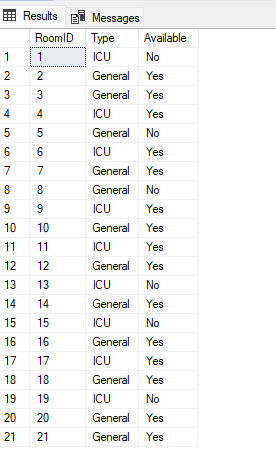 Results Messages
RoomID Type Available
1 1 ICU No
2 2 General Yes
3 3 General Yes
4 4 ICU Yes
5 5 General No
6 6 ICU Yes
7 7 General Yes
8 8 General No
9 9 ICU Yes
10 10 General Yes
11 11 ICU Yes
12 12 General Yes
13 13 ICU No
14 14 General Yes
15 15 ICU No
16 16 General Yes
17 17 ICU Yes
18 18 General Yes
19 19 ICU No
20 20 General Yes
21 21 General Yes